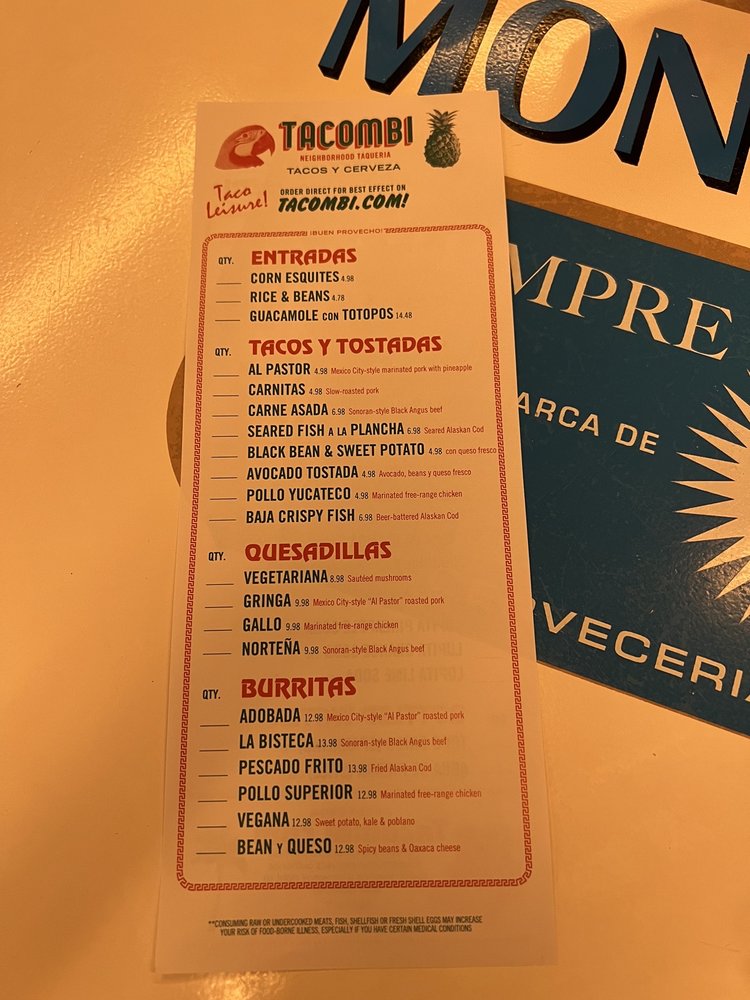 MON
MPRE
ARCA DE
VECERI
TACOMBI
NEIGHBORHOOD TAQUERIA
TACOS Y CERVEZA
Taco Leisure!
ORDER DIRECT FOR BEST EFFECT ON
TACOMBI.COM!
¡BUEN PROVECHO!
QTY. ENTRADAS
CORN ESQUITES 4.98
RICE & BEANS 4.78
GUACAMOLE CON TOTOPOS 14.48
QTY. TACOS Y TOSTADAS
AL PASTOR 4.98 Mexico City-style marinated pork with pineapple
CARNITAS 4.98 Slow-roasted pork
CARNE ASADA 6.98 Sonoran-style Black Angus beef
SEARED FISH A LA PLANCHA 6.98 Seared Alaskan Cod
BLACK BEAN & SWEET POTATO 4.98 con queso fresco
AVOCADO TOSTADA 4.98 Avocado, beans y queso fresco
POLLO YUCATECO 4.98 Marinated free-range chicken
BAJA CRISPY FISH 6.98 Beer-battered Alaskan Cod
QTY. QUESADILLAS
VEGETARIANA 8.98 Sautéed mushrooms
GRINGA 9.98 Mexico City-style "Al Pastor" roasted pork
GALLO 9.98 Marinated free-range chicken
NORTEÑA 9.98 Sonoran-style Black Angus beef
QTY. BURRITAS
ADOBADA 12.98 Mexico City-style "Al Pastor" roasted pork
LA BISTECA 13.98 Sonoran-style Black Angus beef
PESCADO FRITO 13.98 Fried Alaskan Cod
POLLO SUPERIOR 12.98 Marinated free-range chicken
VEGANA 12.98 Sweet potato, kale & poblano
BEAN Y QUESO 12.98 Spicy beans & Oaxaca cheese
**CONSUMING RAW OR UNDERCOOKED MEATS, FISH, SHELLFISH OR FRESH SHELL EGGS MAY INCREASE
YOUR RISK OF FOOD-BORNE ILLNESS, ESPECIALLY IF YOU HAVE CERTAIN MEDICAL CONDITIONS